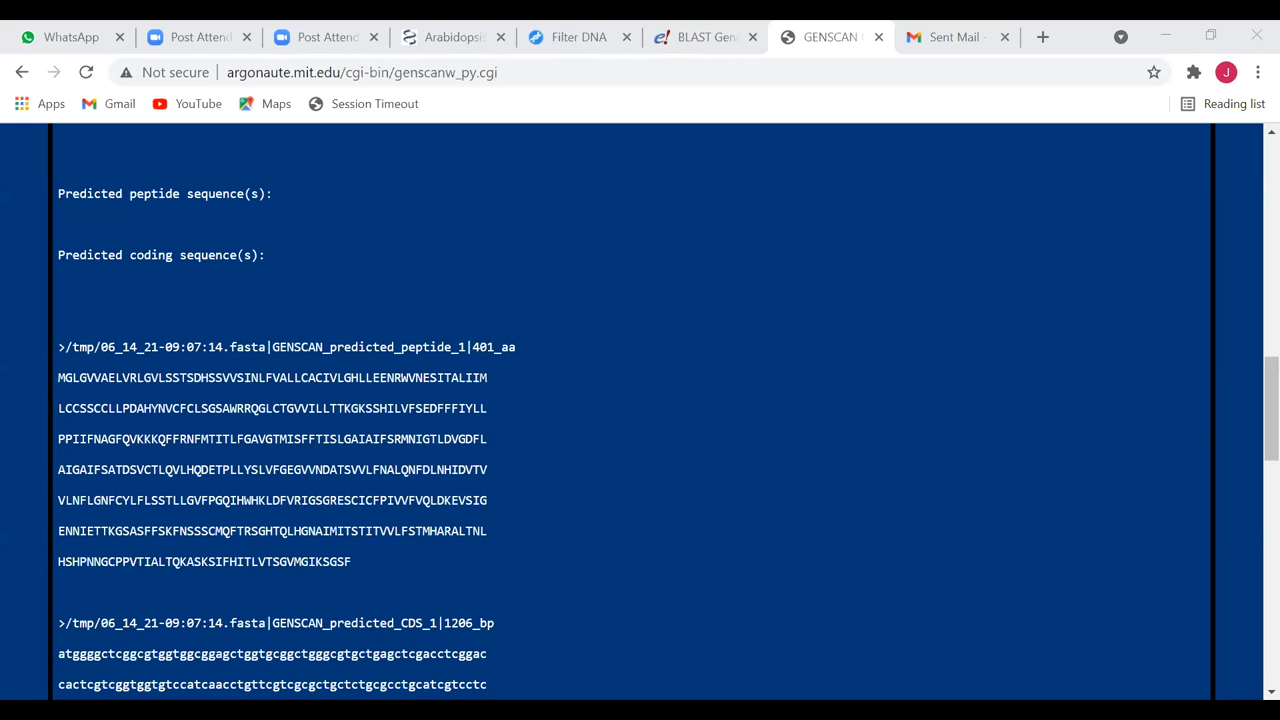 WhatsApp
Post Attend
Post Attend
Arabidopsis
Filter DNA
BLAST Gen
GENSCAN
Sent Mail -
Not secure
argonaute.mit.edu/cgi-bin/genscanw_py.cgi
J
Apps
Gmail
YouTube
Maps
Session Timeout
Reading list
Predicted peptide sequence(s):
Predicted coding sequence(s):
>/tmp/06_14_21-09:07:14.fasta|GENSCAN_predicted_peptide_1|401_aa
MGLGVVAELVRLGVLSSTSDHSSVVSINLFVALLCACIVLGHLLEENRWVNESITALIIM
LCCSSCCLLPDAHYNVCFCLSGSAWRRQGLCTGVVILLTTKGKSSHILVFSEDFFFIYLL
PPIIFNAGFQVKKKQFFRNFMTITLFGAVGTMISFFTISLGAIAIFSRMNIGTLDVGDFL
AIGAIFSATDSVCTLQVLHQDETPLLYSLVFGEGVVNDATSVVLFNALQNFDLNHIDVTV
VLNFLGNFCYLFLSSTLLGVFPGQIHWHKLDFVRIGSGRESCICFPIVVFVQLDKEVSIG
ENNIETTKGSASFFSKFNSSSCMQFTRSGHTQLHGNAIMITSTITVVLFSTMHARALTNL
HSHPNNGCPPVTIALTQKASKSIFHITLVTSGVMGIKSGSF
>/tmp/06_14_21-09:07:14.fasta|GENSCAN_predicted_CDS_1|1206_bp
atggggctcggcgtggtggcggagctggtgcggctgggcgtgctgagctcgacctcggac
cactcgtcggtggtgtccatcaacctgttcgtcgcgctgctctgcgcctgcatcgtcctc